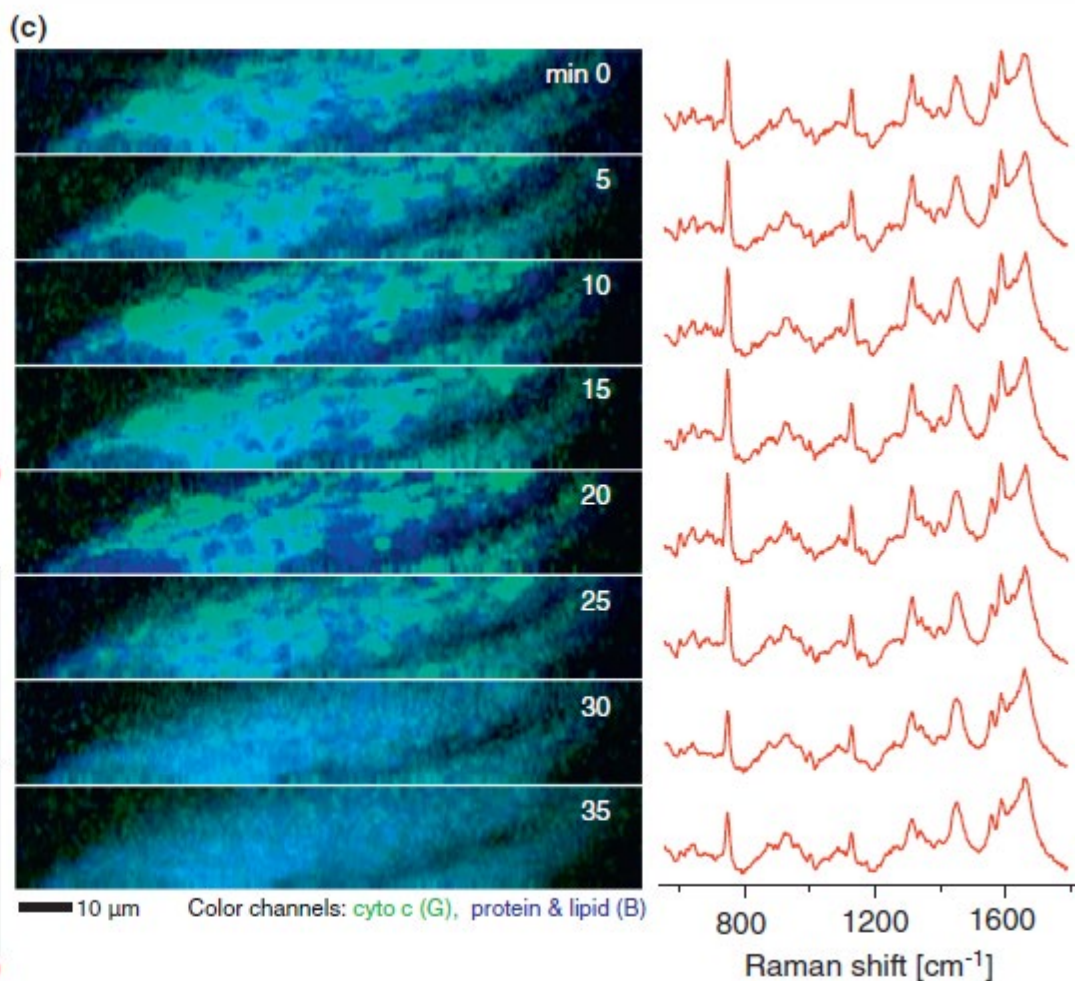 (c)
min 0
5
10
15
20
25
30
35
10 μm Color channels: cyto c (G), protein & lipid (B)
800 1200 1600
Raman shift [cm⁻¹]